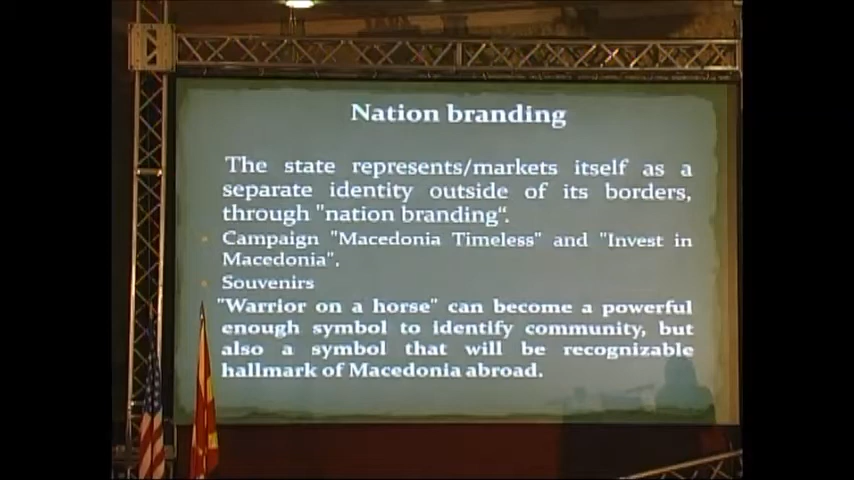 Nation branding
The state represents/markets itself as a
separate identity outside of its borders,
through "nation branding".
Campaign "Macedonia Timeless" and "Invest in
Macedonia".
Souvenirs
"Warrior on a horse" can become a powerful
enough symbol to identify community, but
also a symbol that will be recognizable
hallmark of Macedonia abroad.